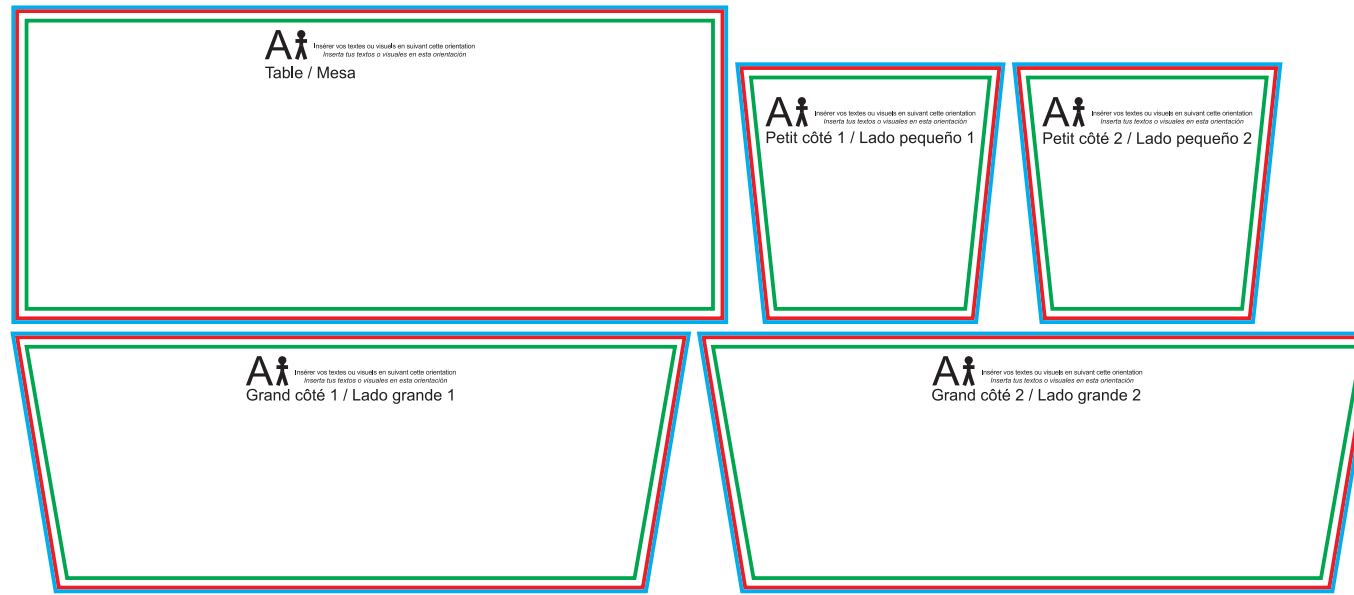 A Insérer vos textes ou visuels en suivant cette orientation
Inserta tus textos o visuales en esta orientación
Table / Mesa
A Insérer vos textes ou visuels en suivant cette orientation
Inserta tus textos o visuales en esta orientación
Petit côté 1 / Lado pequeño 1
A Insérer vos textes ou visuels en suivant cette orientation
Inserta tus textos o visuales en esta orientación
Petit côté 2 / Lado pequeño 2
A Insérer vos textes ou visuels en suivant cette orientation
Inserta tus textos o visuales en esta orientación
Grand côté 1 / Lado grande 1
A Insérer vos textes ou visuels en suivant cette orientation
Inserta tus textos o visuales en esta orientación
Grand côté 2 / Lado grande 2